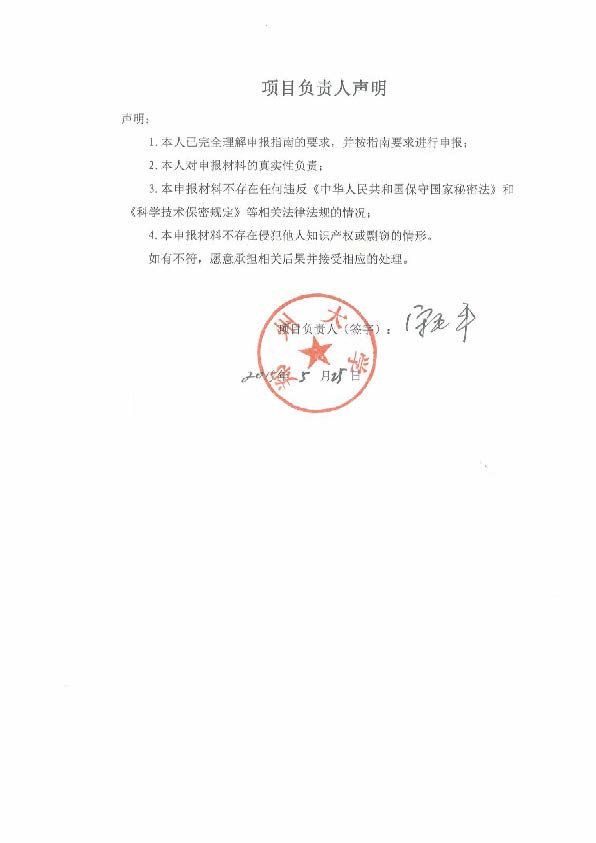 项目负责人声明
声明：
1.本人已完全理解申报指南的要求，并按指南要求进行申报；
2.本人对申报材料的真实性负责；
3.本申报材料不存在任何违反《中华人民共和国保守国家秘密法》和
《科学技术保密规定》等相关法律法规的情况；
4.本申报材料不存在侵犯他人知识产权或剽窃的情形。
如有不符，愿意承担相关后果并接受相应的处理。
项目负责人（签字）：
2015年 5 月25日
州大学